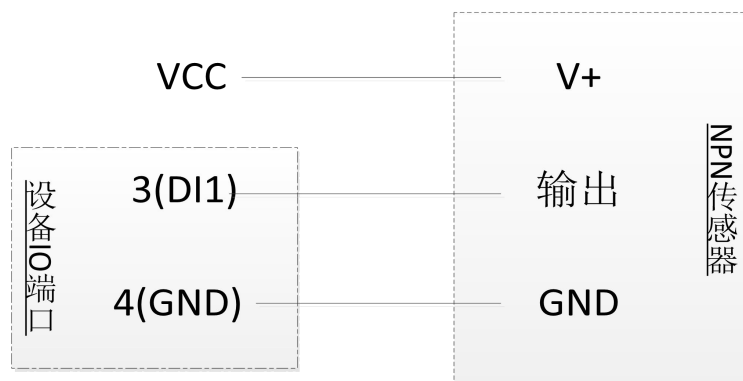 VCC
V+
设备IO端口
3(DI1)
输出
4(GND)
GND
NPN传感器